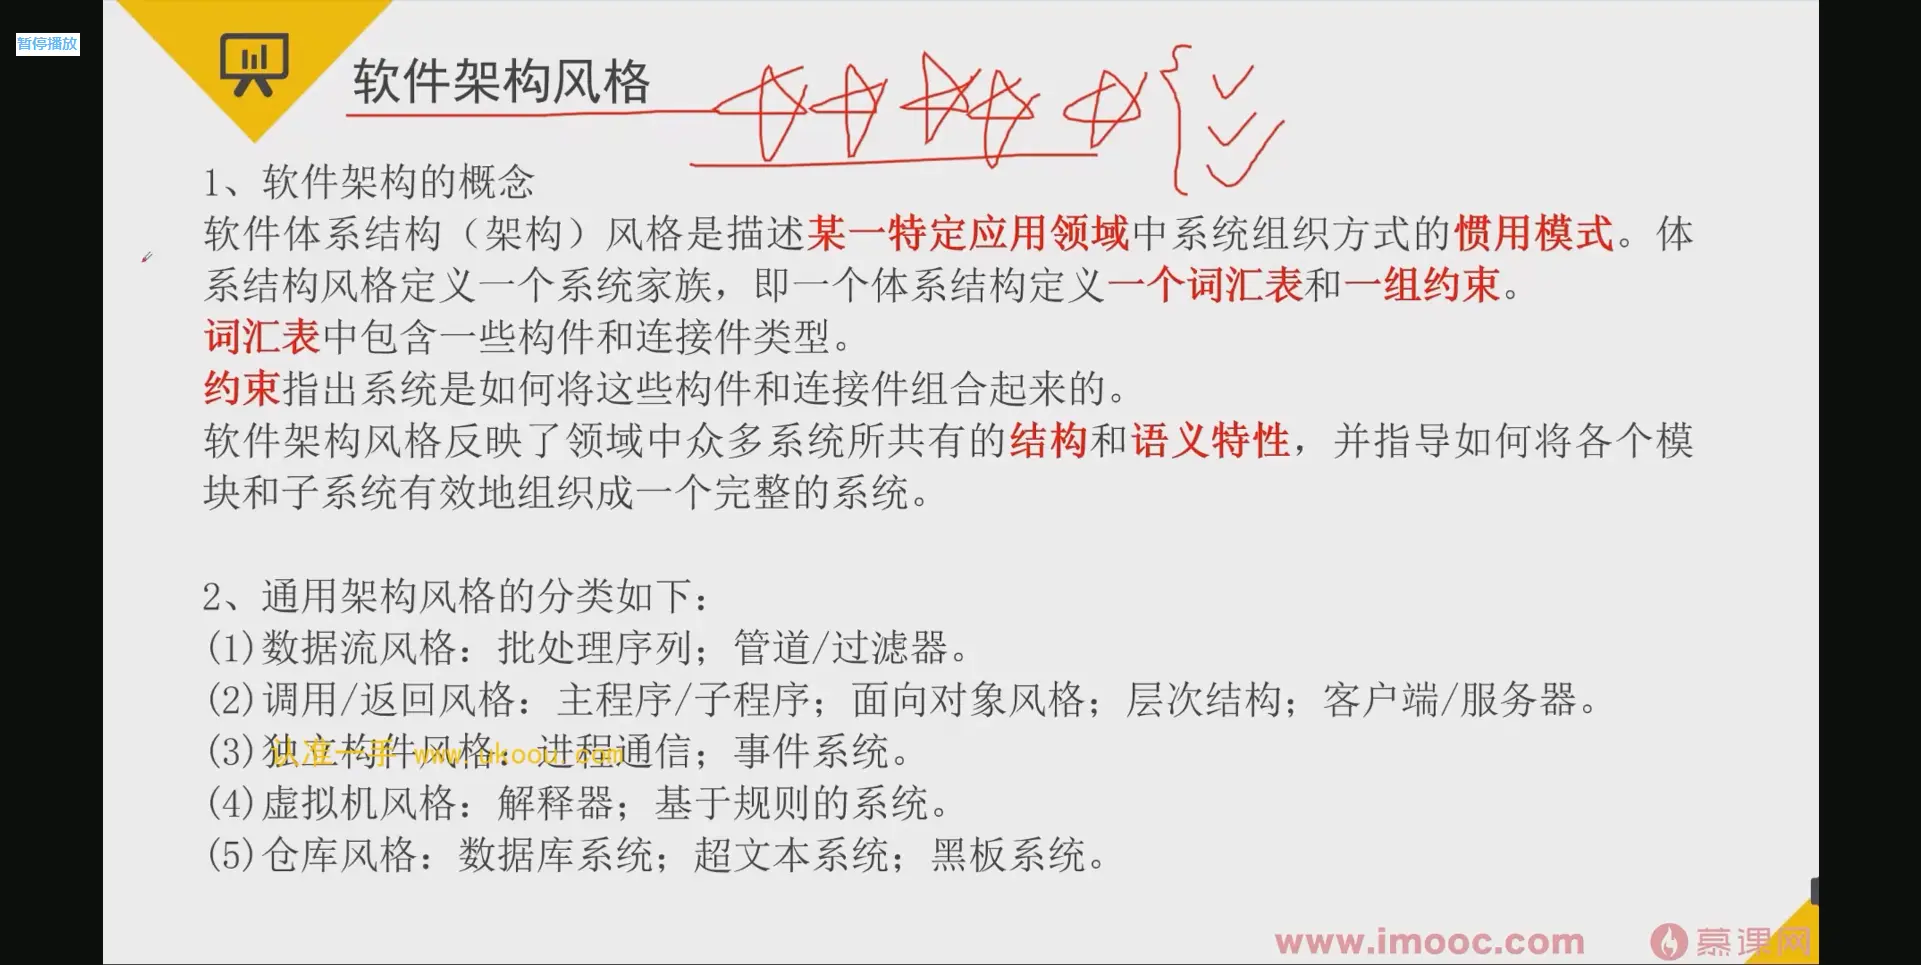 暂停播放
软件架构风格
1、软件架构的概念
软件体系结构（架构）风格是描述某一特定应用领域中系统组织方式的惯用模式。体
系结构风格定义一个系统家族，即一个体系结构定义一个词汇表和一组约束。
词汇表中包含一些构件和连接件类型。
约束指出系统是如何将这些构件和连接件组合起来的。
软件架构风格反映了领域中众多系统所共有的结构和语义特性，并指导如何将各个模
块和子系统有效地组织成一个完整的系统。
2、通用架构风格的分类如下：
(1)数据流风格：批处理序列；管道/过滤器。
(2)调用/返回风格：主程序/子程序；面向对象风格；层次结构；客户端/服务器。
(3)独立构件风格：进程通信；事件系统。
认准一手 www.ukoou.com
(4)虚拟机风格：解释器；基于规则的系统。
(5)仓库风格：数据库系统；超文本系统；黑板系统。
www.imooc.com 慕课网